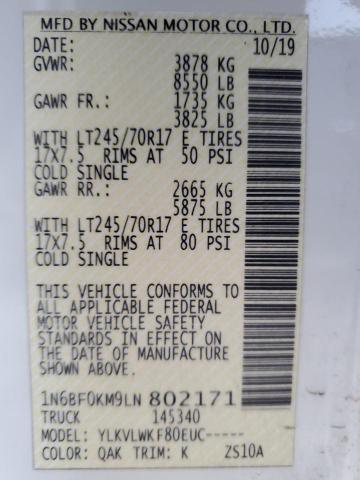 MFD BY NISSAN MOTOR CO., LTD.
DATE: 10/19
GVWR: 3878 KG
8550 LB
GAWR FR.: 1735 KG
3825 LB
WITH LT245/70R17 E TIRES
17X7.5 RIMS AT 50 PSI
COLD SINGLE
GAWR RR.: 2665 KG
5875 LB
WITH LT245/70R17 E TIRES
17X7.5 RIMS AT 80 PSI
COLD SINGLE
THIS VEHICLE CONFORMS TO
ALL APPLICABLE FEDERAL
MOTOR VEHICLE SAFETY
STANDARDS IN EFFECT ON
THE DATE OF MANUFACTURE
SHOWN ABOVE.
1N6BF0KM9LN 802171
TRUCK 145340
MODEL: YLKVLWKF80EUC-----
COLOR: QAK TRIM: K ZS10A